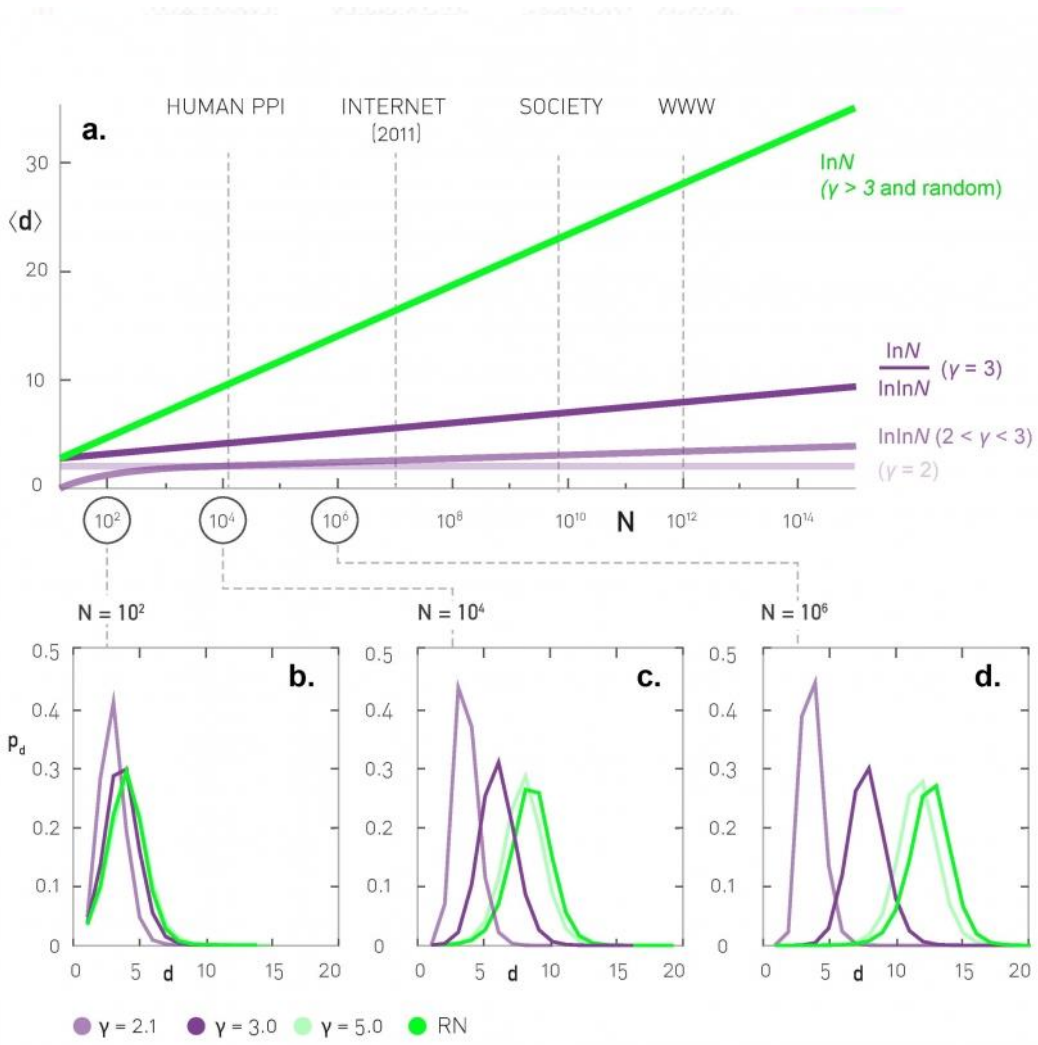 HUMAN PPI INTERNET SOCIETY WWW
(2011)
a.
30
⟨d⟩
20
10
0
lnN
(γ > 3 and random)
lnN
lnlnN
(γ = 3)
lnlnN (2 < γ < 3)
(γ = 2)
10² 10⁴ 10⁶ 10⁸ 10¹⁰ N 10¹² 10¹⁴
N = 10² N = 10⁴ N = 10⁶
b.
0.5
0.4
p_d
0.3
0.2
0.1
0
0 5 d 10 15 20
c.
0.5
0.4
0.3
0.2
0.1
0
0 5 d 10 15 20
d.
0.5
0.4
0.3
0.2
0.1
0
0 5 d 10 15 20
γ = 2.1 γ = 3.0 γ = 5.0 RN